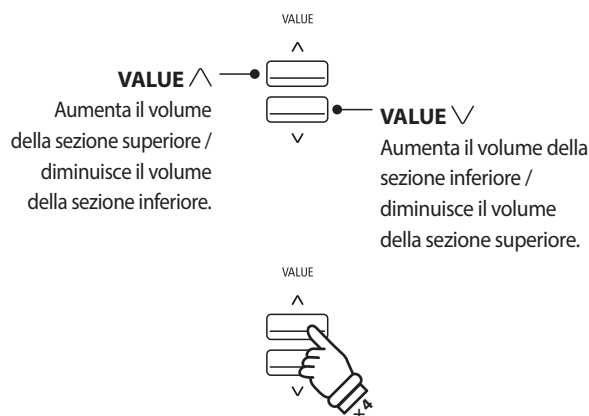 VALUE
VALUE ∧
Aumenta il volume
della sezione superiore /
diminuisce il volume
della sezione inferiore.
VALUE ∨
Aumenta il volume della
sezione inferiore /
diminuisce il volume
della sezione superiore.
VALUE
×4